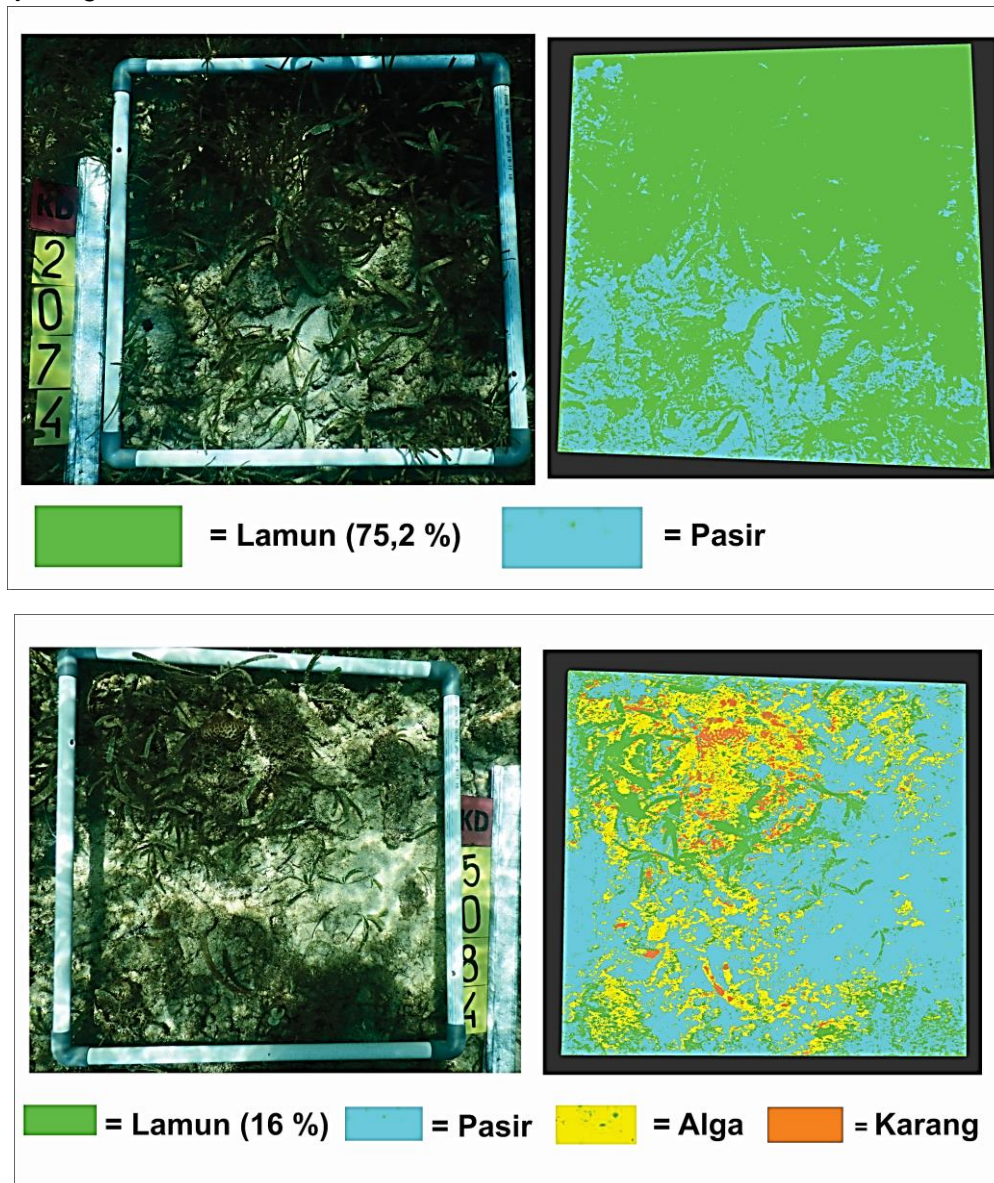 KD
2
0
7
4
= Lamun (75,2 %) = Pasir
KD
5
0
8
4
= Lamun (16 %) = Pasir = Alga = Karang